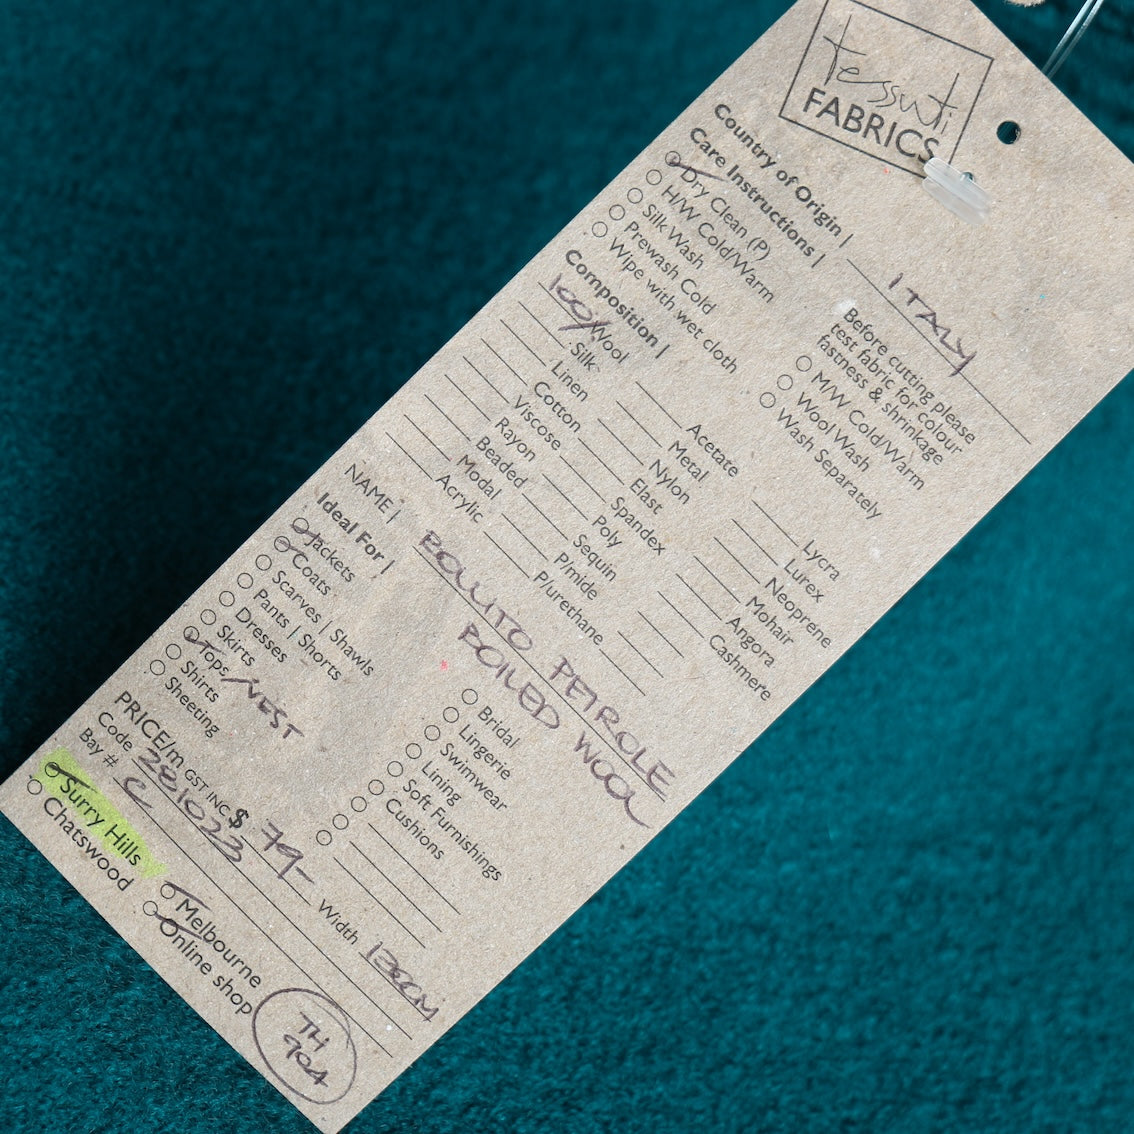 tessuti
FABRICS
Country of Origin | ITALY
Care Instructions |
Dry Clean (P)
H/W Cold/Warm
Silk Wash
Prewash Cold
Wipe with wet cloth
Before cutting please
test fabric for colour
fastness & shrinkage
M/W Cold/Warm
Wool Wash
Wash Separately
Composition |
100% Wool
Silk
Linen
Cotton
Viscose
Rayon
Beaded
Modal
Acrylic
Acetate
Metal
Nylon
Elast
Spandex
Poly
Sequin
P/mide
P/urethane
Lycra
Lurex
Neoprene
Mohair
Angora
Cashmere
NAME | BOLLITO PETROLE
BOILED WOOL
Ideal For |
Jackets
Coats
Scarves | Shawls
Pants | Shorts
Dresses
Skirts
Tops /VEST
Shirts
Sheeting
Bridal
Lingerie
Swimwear
Lining
Soft Furnishings
Cushions
PRICE/m GST INC $ 79- Width 138CM
Code 281023
Bay # C
Surry Hills
Chatswood
Melbourne
Online shop
TH
904